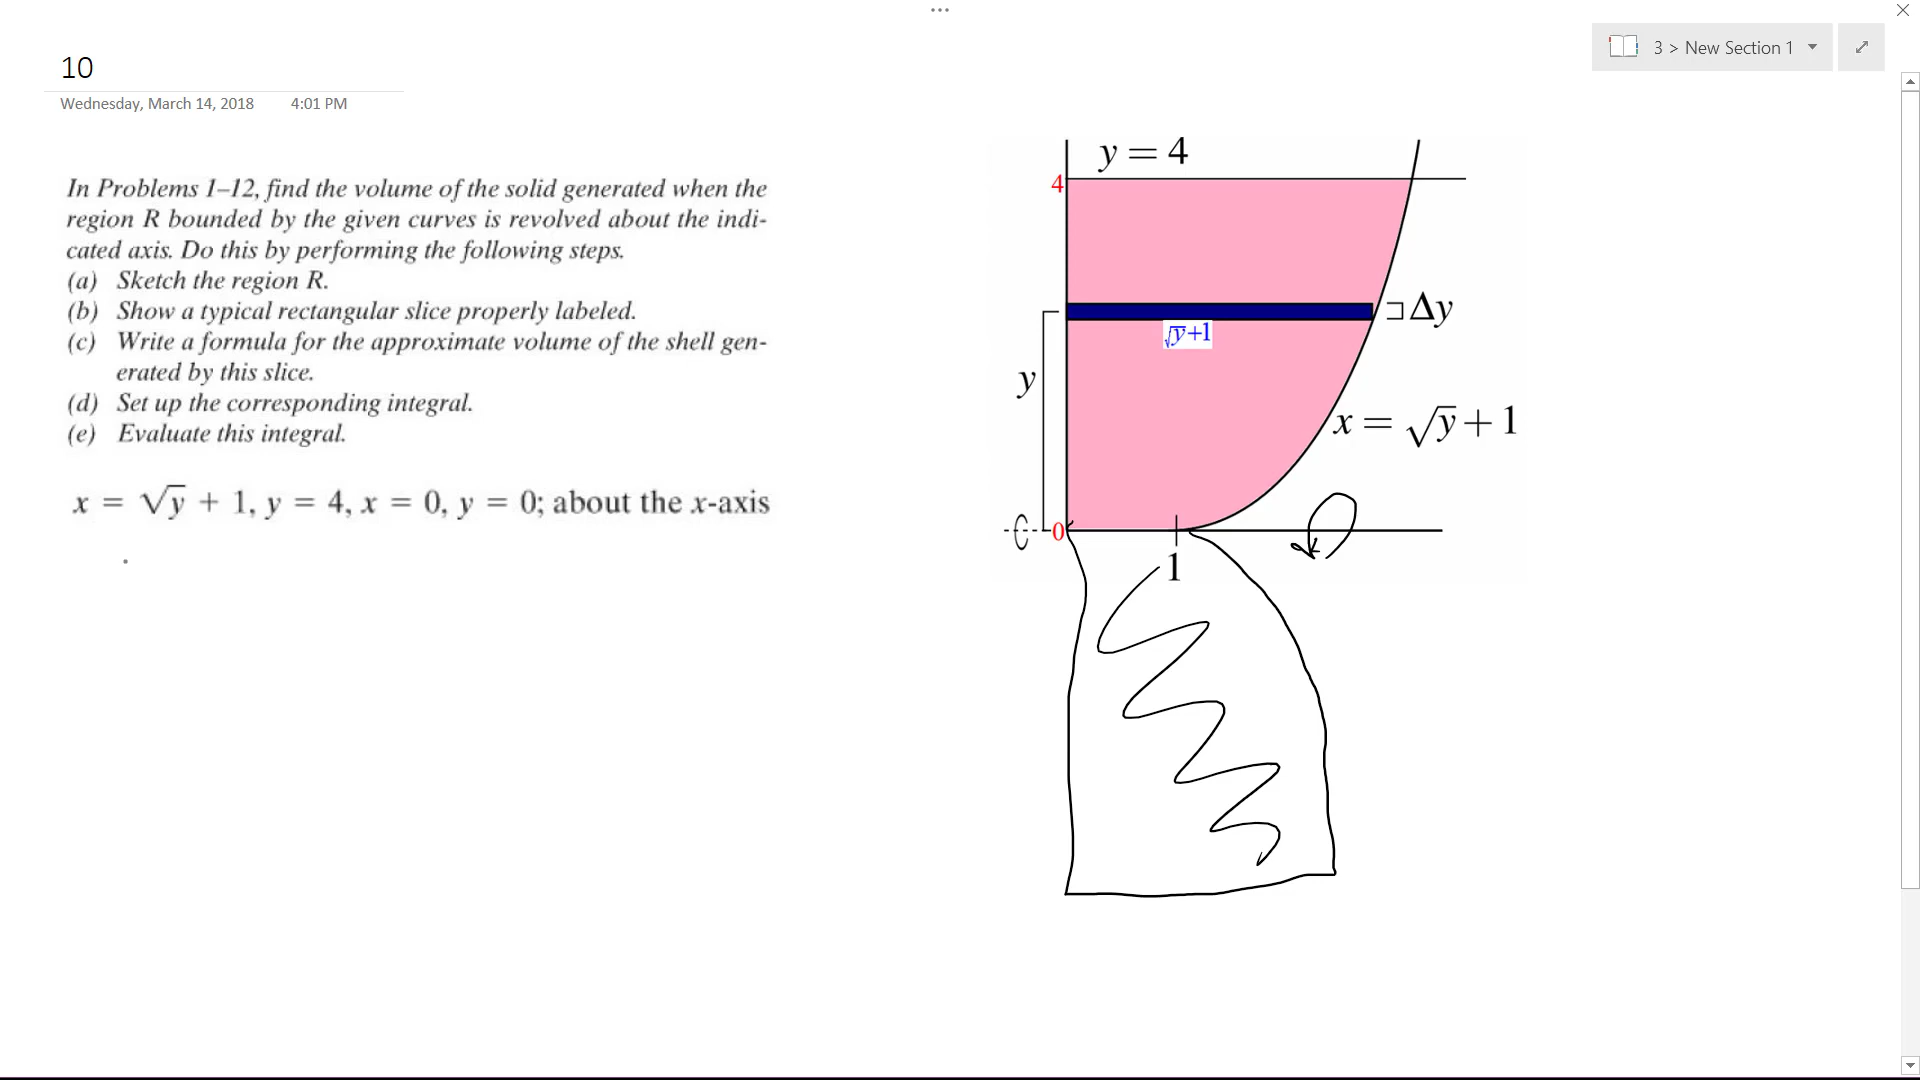 ...
3 > New Section 1
10
Wednesday, March 14, 2018 4:01 PM
In Problems 1–12, find the volume of the solid generated when the
region R bounded by the given curves is revolved about the indi-
cated axis. Do this by performing the following steps.
(a) Sketch the region R.
(b) Show a typical rectangular slice properly labeled.
(c) Write a formula for the approximate volume of the shell gen-
erated by this slice.
(d) Set up the corresponding integral.
(e) Evaluate this integral.
x = √y + 1, y = 4, x = 0, y = 0; about the x-axis
y = 4
4
Δy
√y+1
y
x = √y + 1
0
1